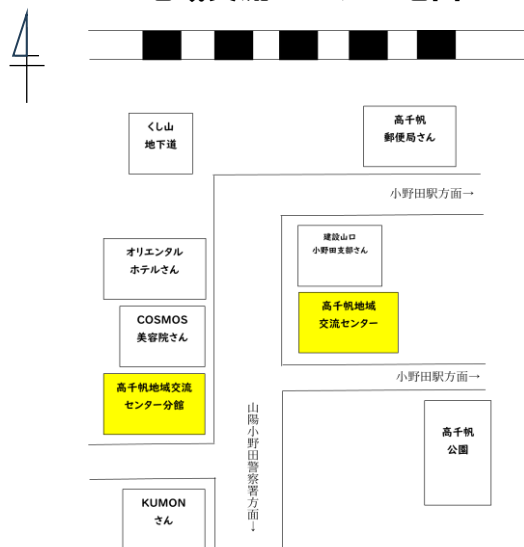 くし山
地下道
高千帆
郵便局さん
小野田駅方面→
オリエンタル
ホテルさん
建設山口
小野田支部さん
COSMOS
美容院さん
高千帆地域
交流センター
高千帆地域交流
センター分館
小野田駅方面→
山陽小野田警察署方面→
高千帆
公園
KUMON
さん